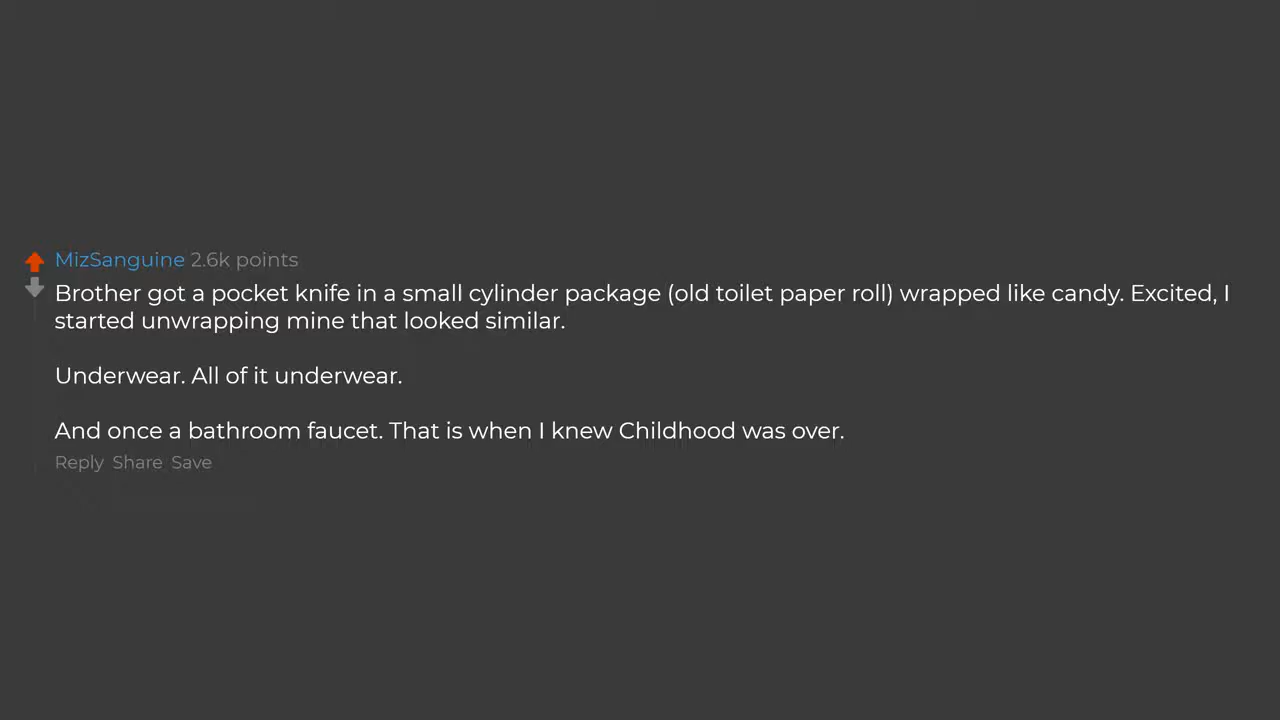 MizSanguine 2.6k points
Brother got a pocket knife in a small cylinder package (old toilet paper roll) wrapped like candy. Excited, I
started unwrapping mine that looked similar.
Underwear. All of it underwear.
And once a bathroom faucet. That is when I knew Childhood was over.
Reply Share Save